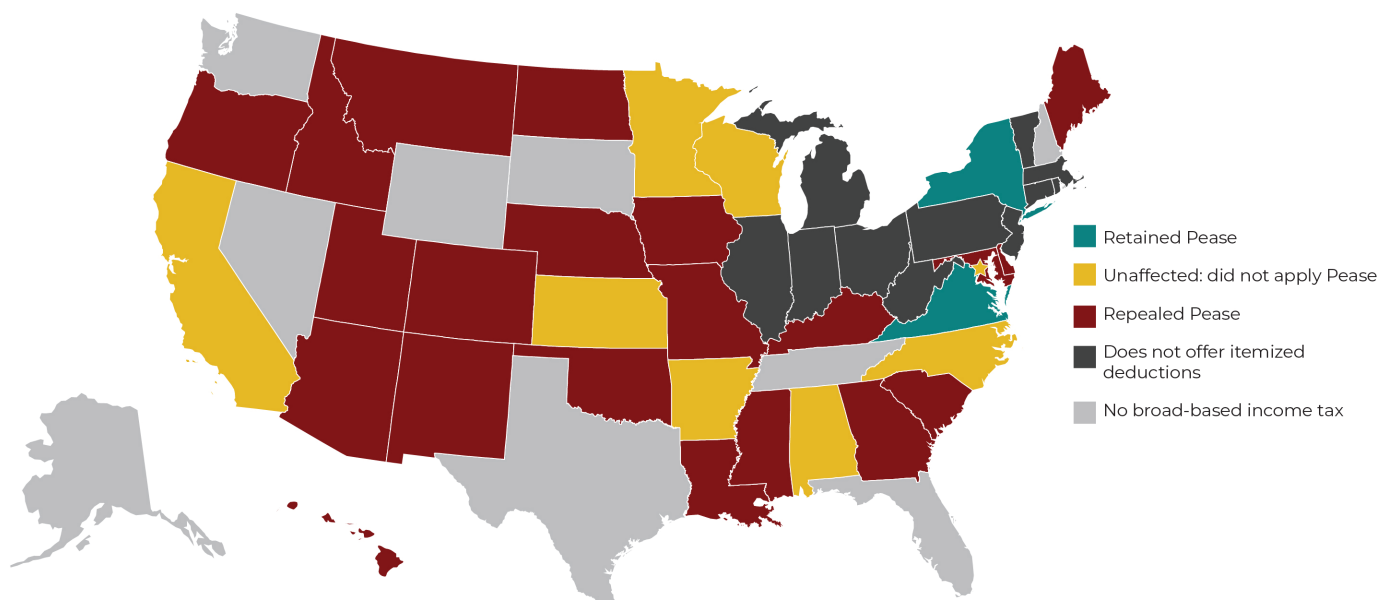 Retained Pease
Unaffected: did not apply Pease
Repealed Pease
Does not offer itemized
deductions
No broad-based income tax